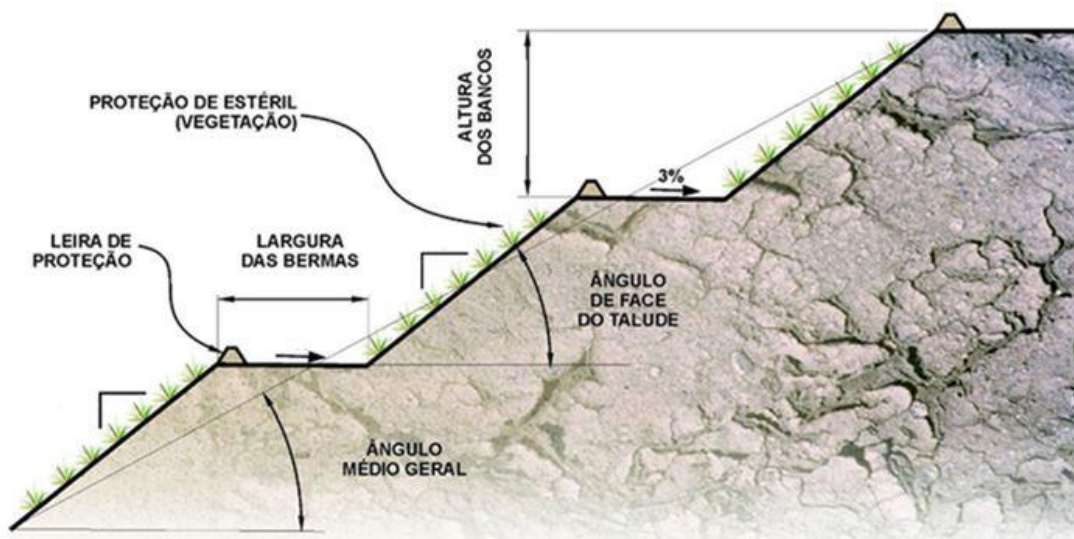 PROTEÇÃO DE ESTÉRIL
(VEGETAÇÃO)
ALTURA
DOS BANCOS
3%
LEIRA DE
PROTEÇÃO
LARGURA
DAS BERMAS
ÂNGULO
DE FACE
DO TALUDE
ÂNGULO
MÉDIO GERAL